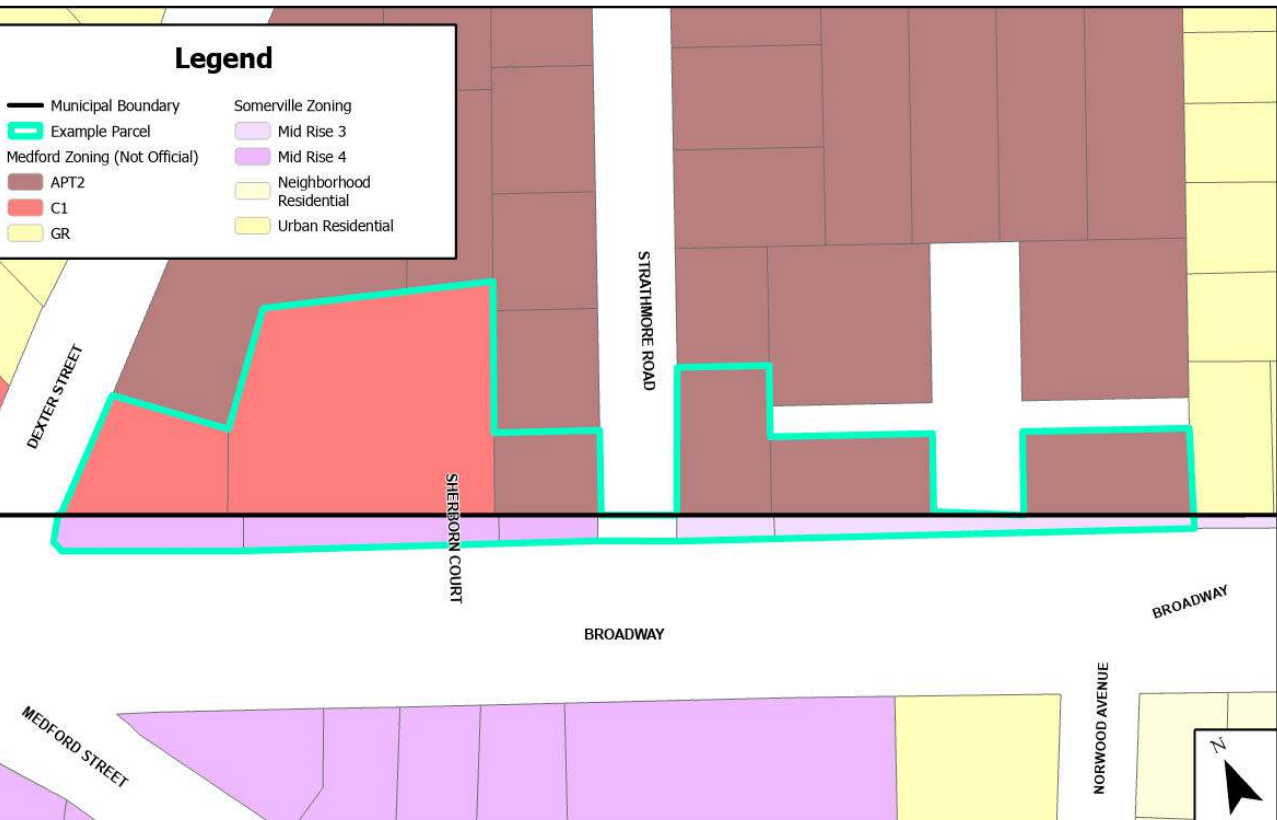 Legend
Municipal Boundary
Example Parcel
Medford Zoning (Not Official)
APT2
C1
GR
Somerville Zoning
Mid Rise 3
Mid Rise 4
Neighborhood
Residential
Urban Residential
DEXTER STREET
STRATHMORE ROAD
SHERBORN COURT
BROADWAY
BROADWAY
MEDFORD STREET
NORWOOD AVENUE
N